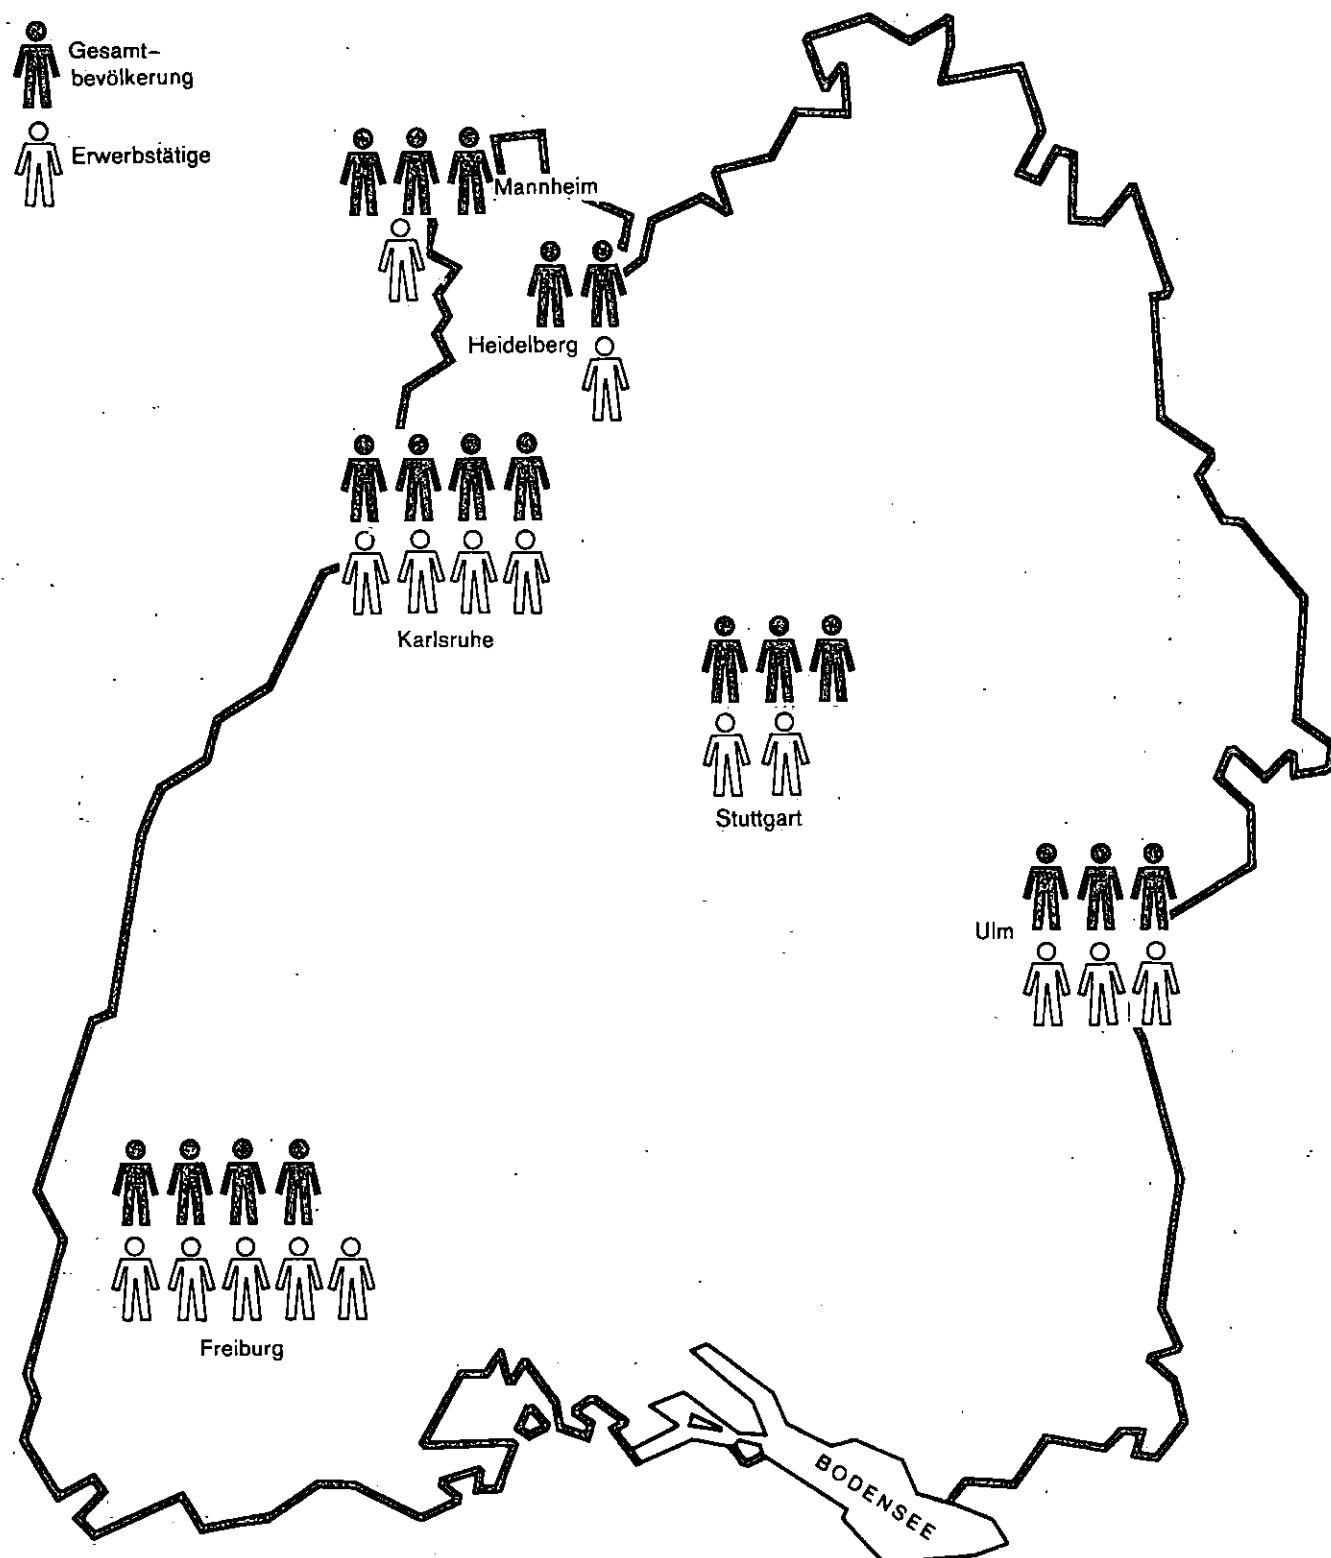 Gesamt-
bevölkerung
Erwerbstätige
Mannheim
Heidelberg
Karlsruhe
Stuttgart
Ulm
Freiburg
BODENSEE